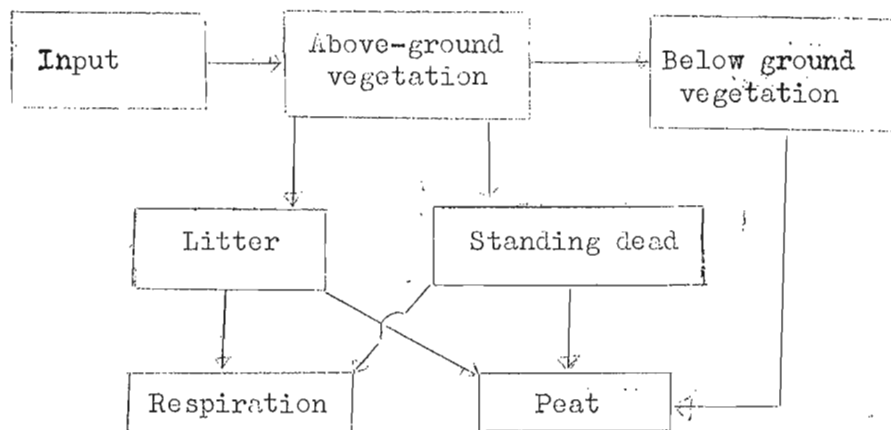 Input
Above-ground
vegetation
Below ground
vegetation
Litter
Standing dead
Respiration
Peat